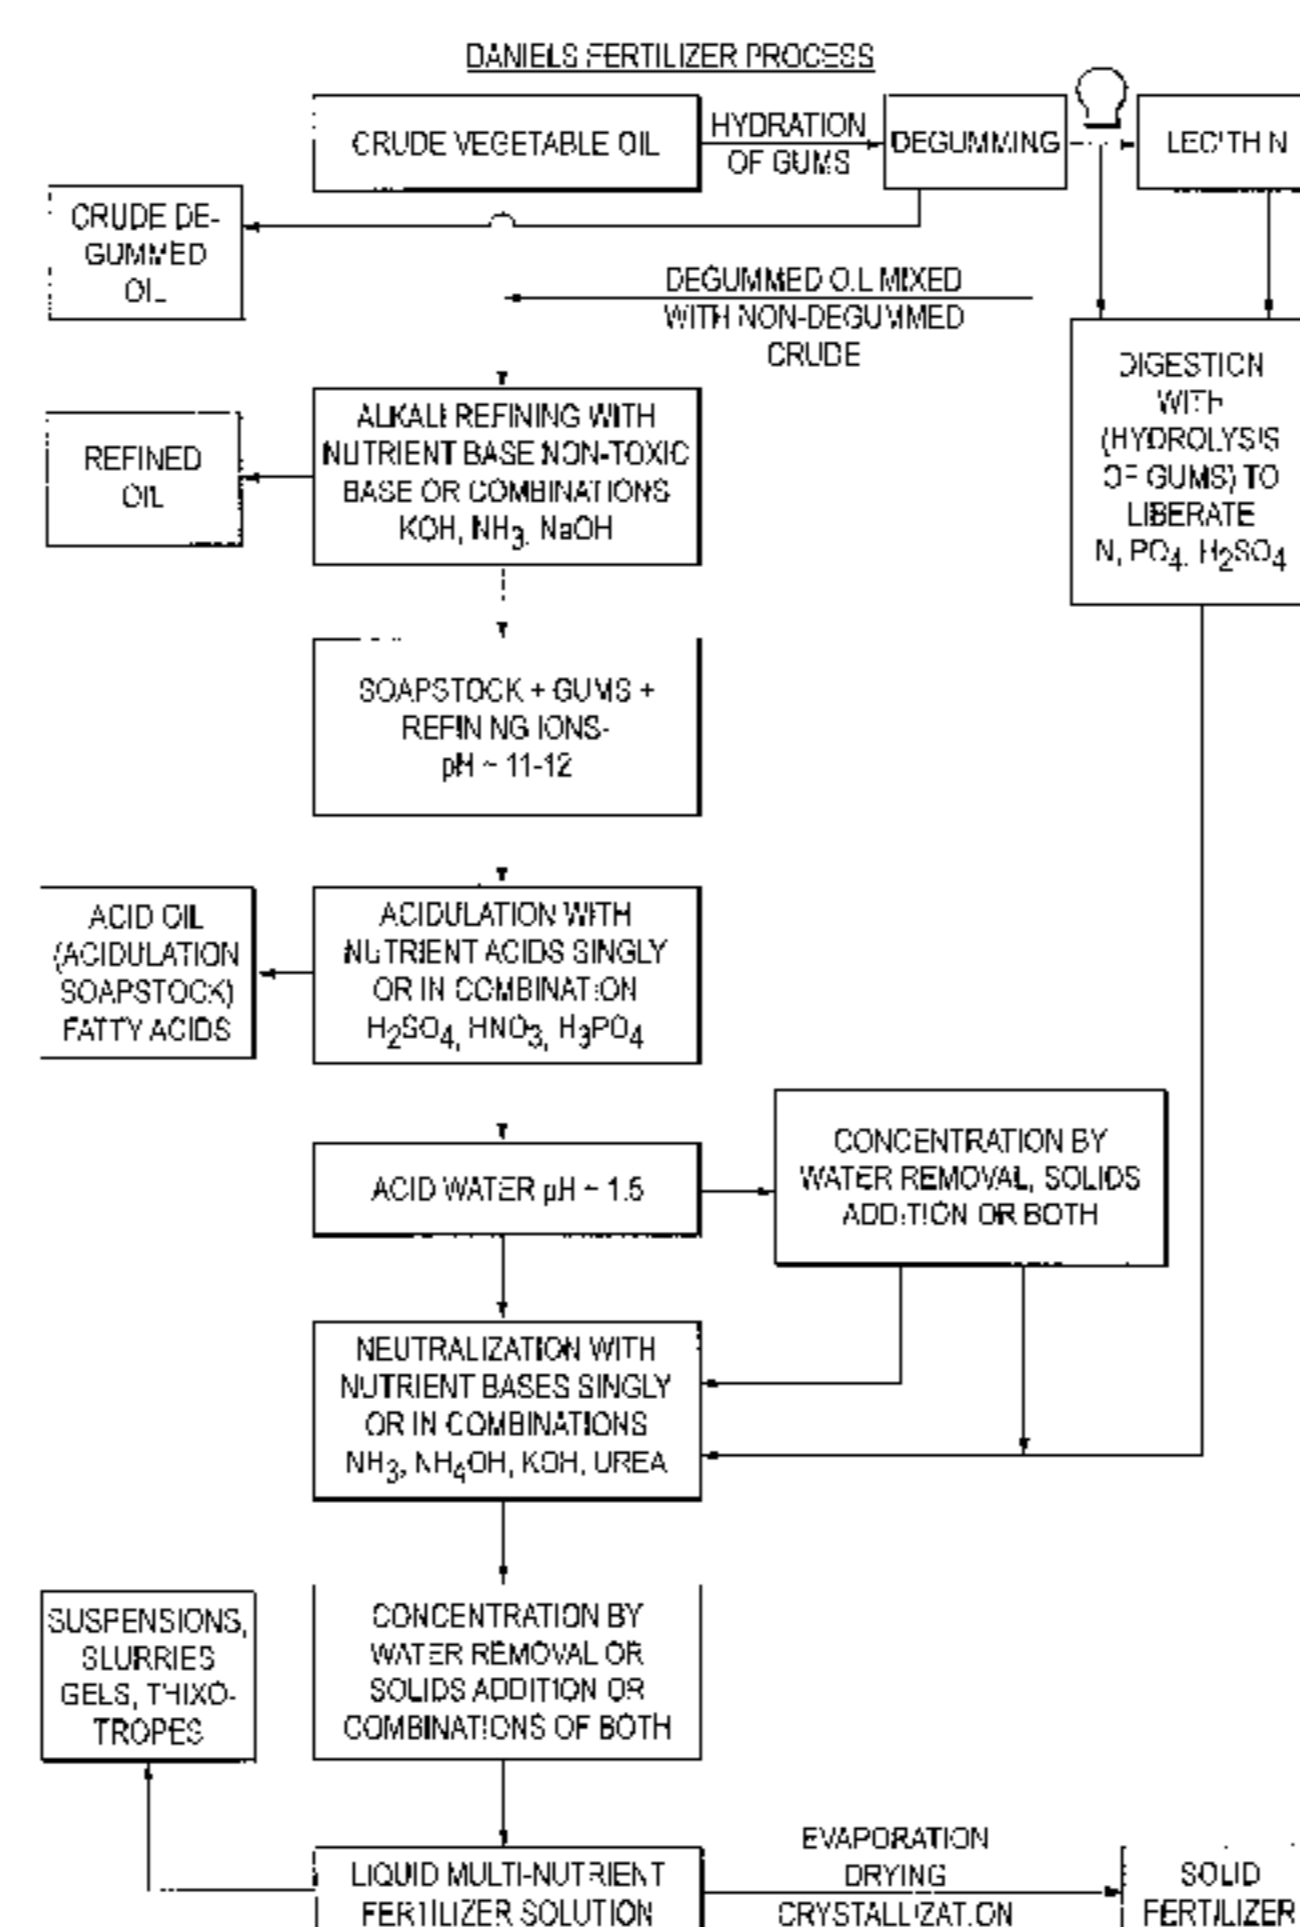 DANIELS FERTILIZER PROCESS
CRUDE VEGETABLE OIL
HYDRATION
OF GUMS
DEGUMMING
LECITHIN
CRUDE DE-
GUMMED
OIL
DEGUMMED OIL MIXED
WITH NON-DEGUMMED
CRUDE
DIGESTION
WITH
(HYDROLYSIS
OF GUMS) TO
LIBERATE
N, PO4, H2SO4
ALKALI REFINING WITH
NUTRIENT BASE NON-TOXIC
BASE OR COMBINATIONS
KOH, NH3, NaOH
REFINED
OIL
SOAPSTOCK + GUMS +
REFINING IONS-
pH ~ 11-12
ACID OIL
(ACIDULATION
SOAPSTOCK)
FATTY ACIDS
ACIDULATION WITH
NUTRIENT ACIDS SINGLY
OR IN COMBINATION
H2SO4, HNO3, H3PO4
ACID WATER pH ~ 1.5
CONCENTRATION BY
WATER REMOVAL, SOLIDS
ADDITION OR BOTH
NEUTRALIZATION WITH
NUTRIENT BASES SINGLY
OR IN COMBINATIONS
NH3, NH4OH, KOH, UREA
SUSPENSIONS,
SLURRIES
GELS, THIXO-
TROPES
CONCENTRATION BY
WATER REMOVAL OR
SOLIDS ADDITION OR
COMBINATIONS OF BOTH
LIQUID MULTI-NUTRIENT
FERTILIZER SOLUTION
EVAPORATION
DRYING
CRYSTALLIZATION
SOLID
FERTILIZER